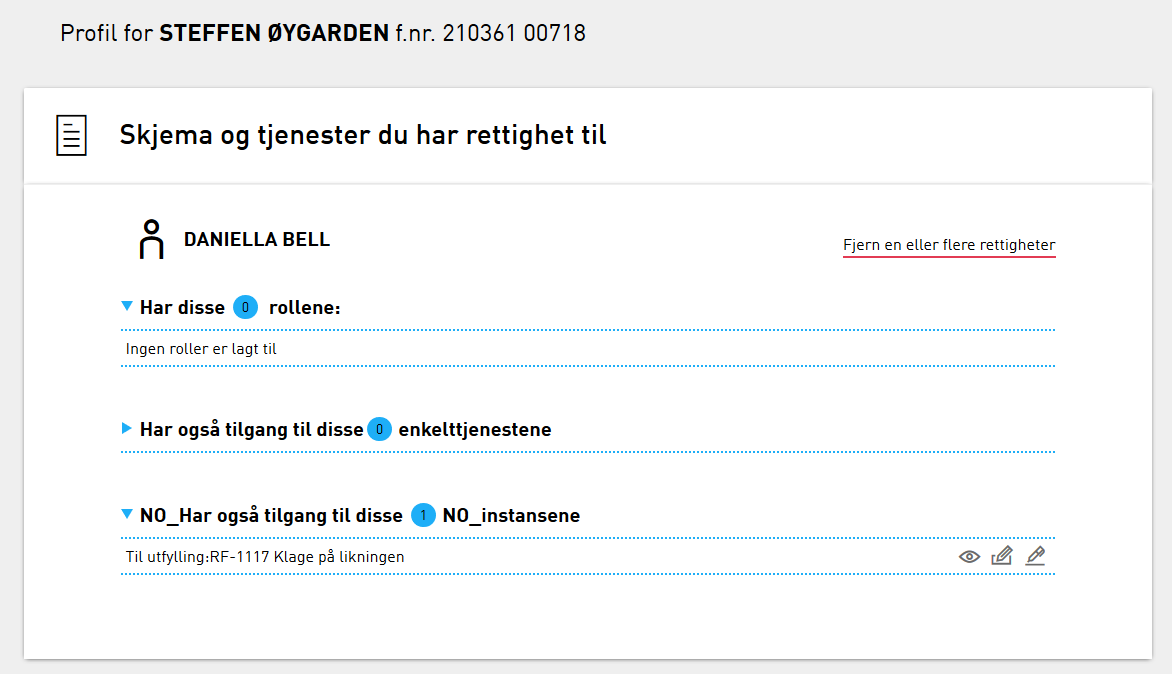 Profil for STEFFEN ØYGARDEN f.nr. 210361 00718
Skjema og tjenester du har rettighet til
DANIELLA BELL
Fjern en eller flere rettigheter
Har disse 0 rollene:
Ingen roller er lagt til
Har også tilgang til disse 0 enkelttjenestene
NO_Har også tilgang til disse 1 NO_instansene
Til utfylling:RF-1117 Klage på likningen